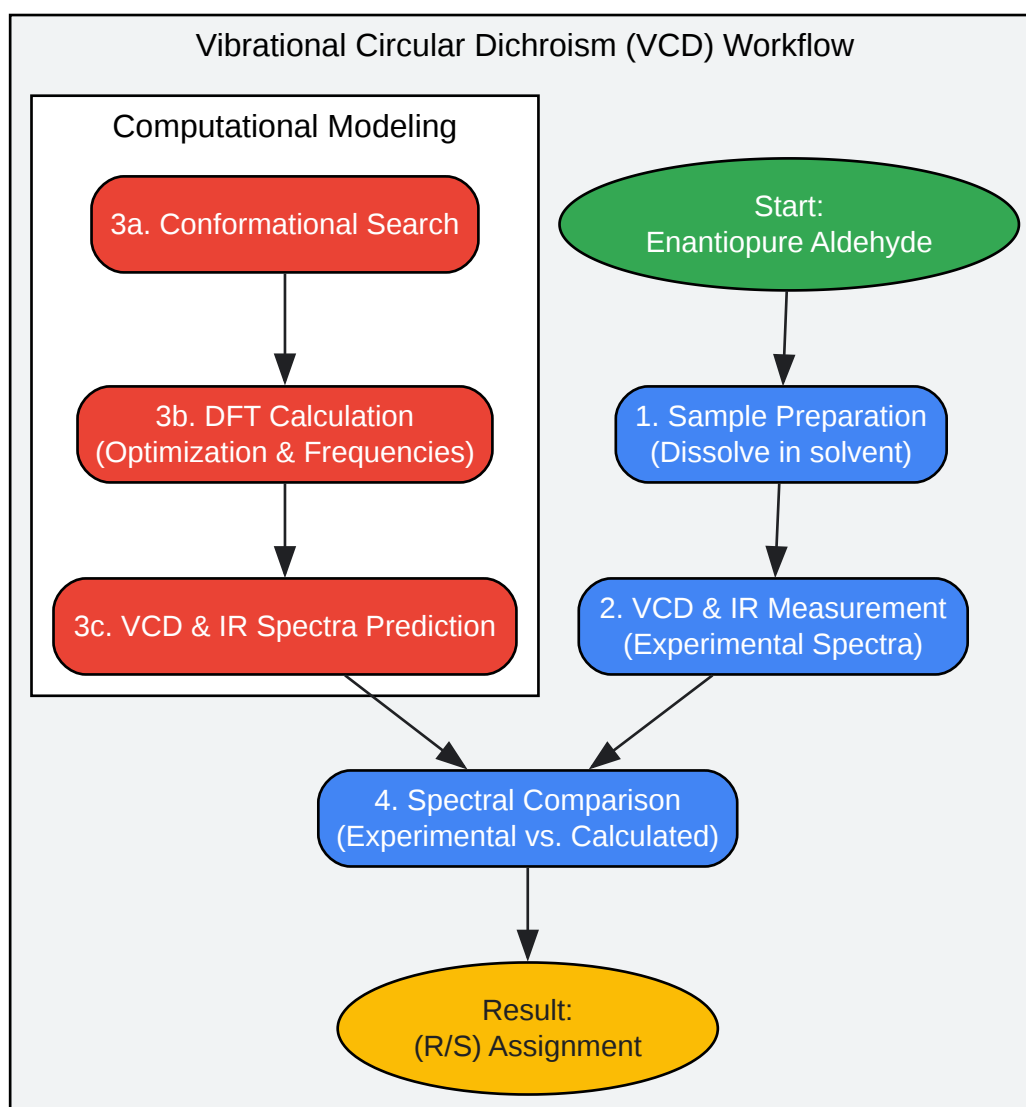 Vibrational Circular Dichroism (VCD) Workflow
Computational Modeling
3a. Conformational Search
Start:
Enantiopure Aldehyde
3b. DFT Calculation
(Optimization & Frequencies)
1. Sample Preparation
(Dissolve in solvent)
3c. VCD & IR Spectra Prediction
2. VCD & IR Measurement
(Experimental Spectra)
4. Spectral Comparison
(Experimental vs. Calculated)
Result:
(R/S) Assignment